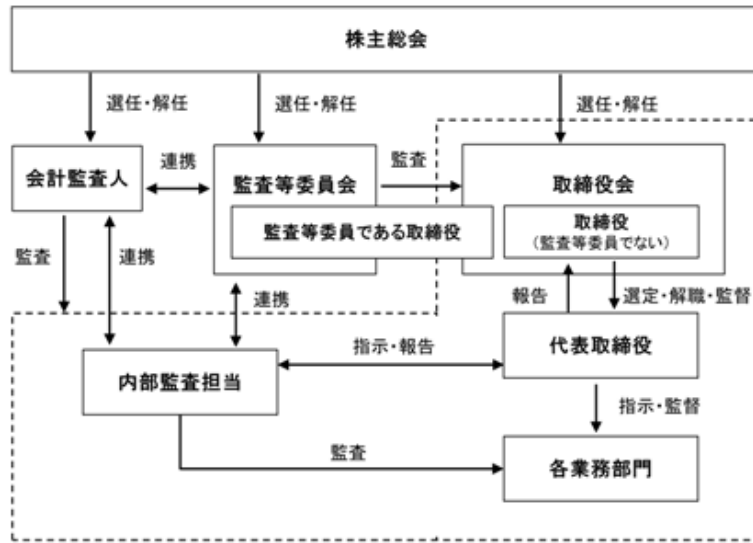 株主総会
選任・解任
選任・解任
選任・解任
会計監査人
連携
監査等委員会
監査
取締役会
監査等委員である取締役
取締役
（監査等委員でない）
監査
連携
連携
報告
選定・解職・監督
内部監査担当
指示・報告
代表取締役
指示・監督
監査
各業務部門